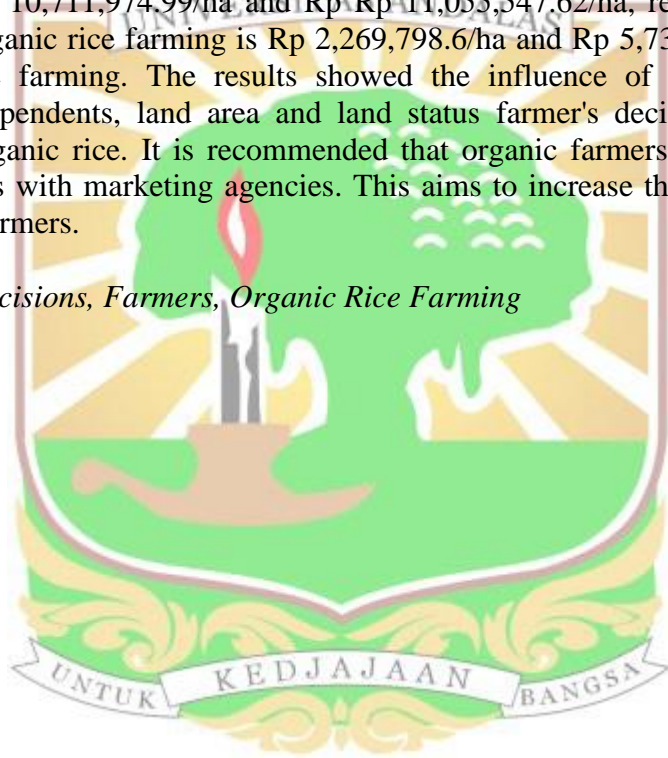 UNIVERSITAS ANDALAS
10,711,974.99/ha and Rp Rp 11,055,547.62/ha, re
ganic rice farming is Rp 2,269,798.6/ha and Rp 5,73
farming. The results showed the influence of
pendents, land area and land status farmer's deci
ganic rice. It is recommended that organic farmers
s with marketing agencies. This aims to increase th
rmers.
cisions, Farmers, Organic Rice Farming
UNTUK KEDJAJAAN BANGSA